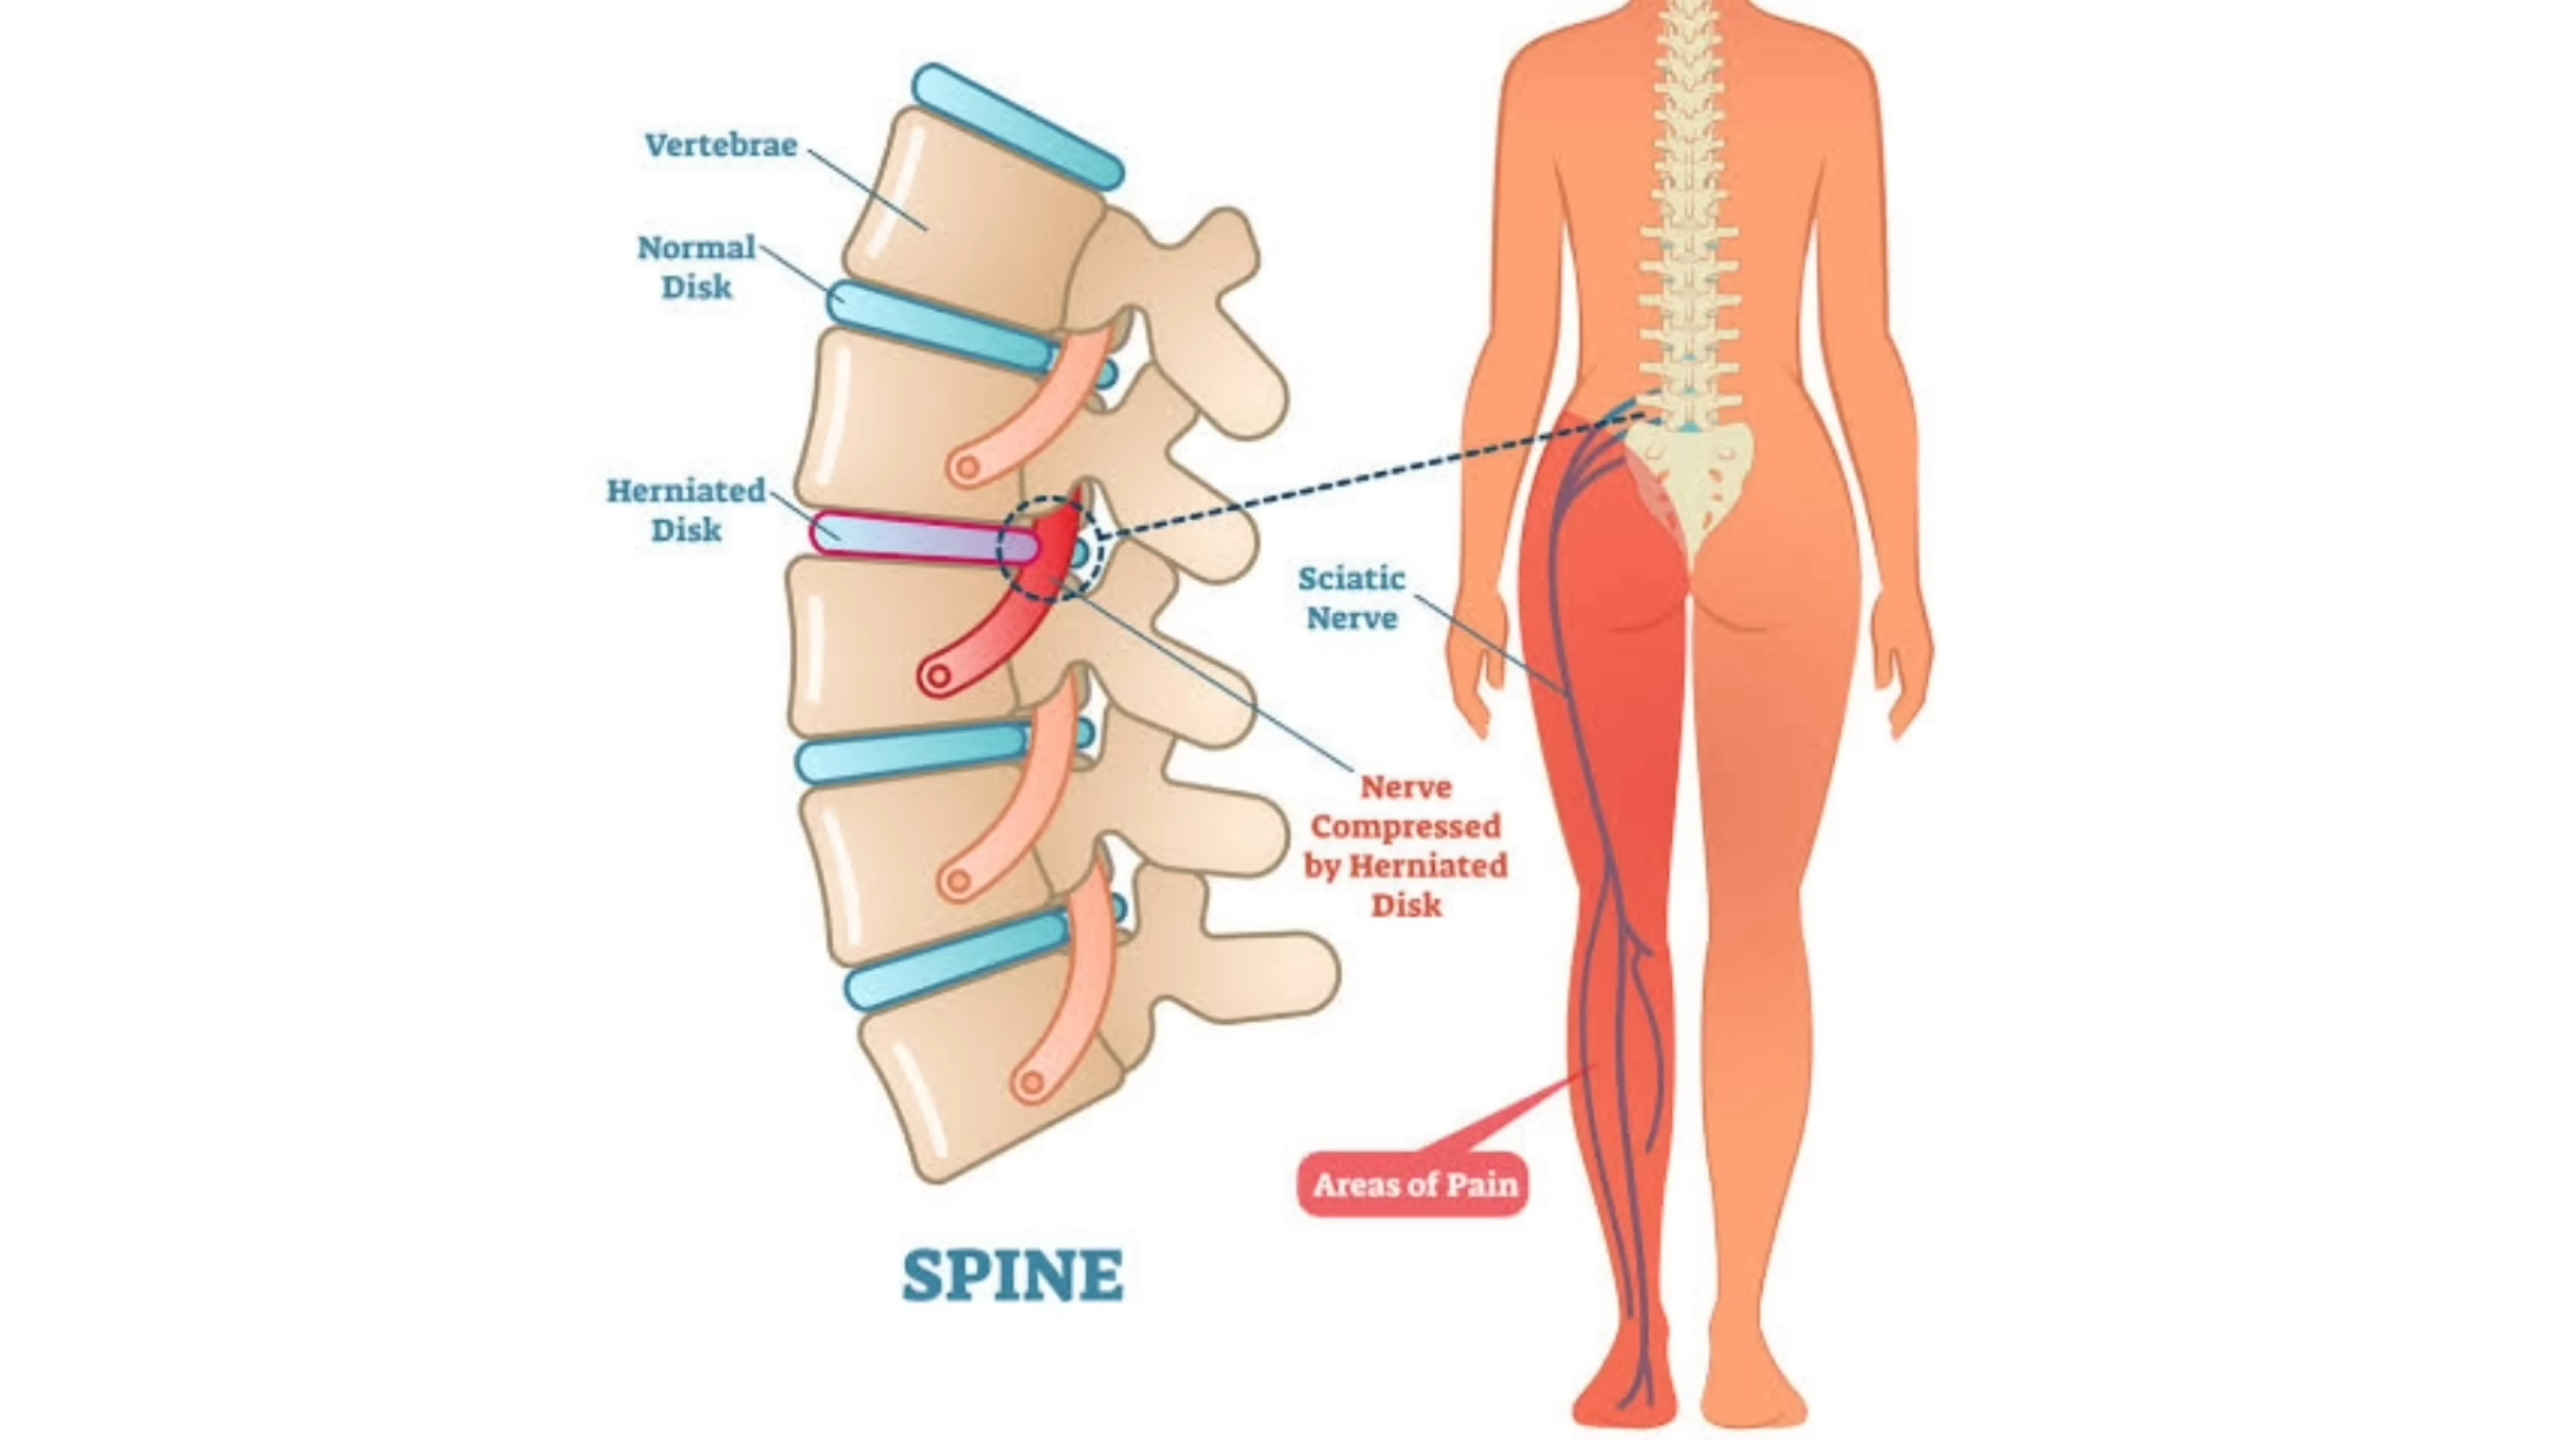 Vertebrae
Normal
Disk
Herniated
Disk
Sciatic
Nerve
Nerve
Compressed
by Herniated
Disk
Areas of Pain
SPINE